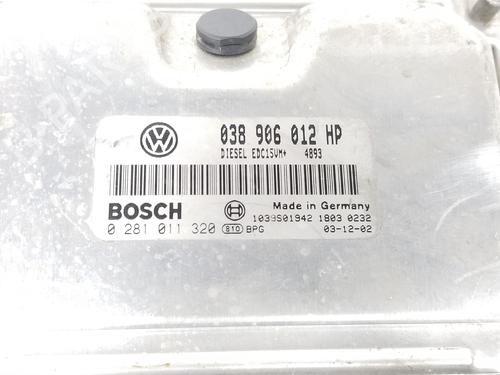 038 906 012 HP
DIESEL EDC15VM+ 4893
BOSCH Made in Germany
1039S01942 1803 0232
0 281 011 320 810 BPG 03-12-02